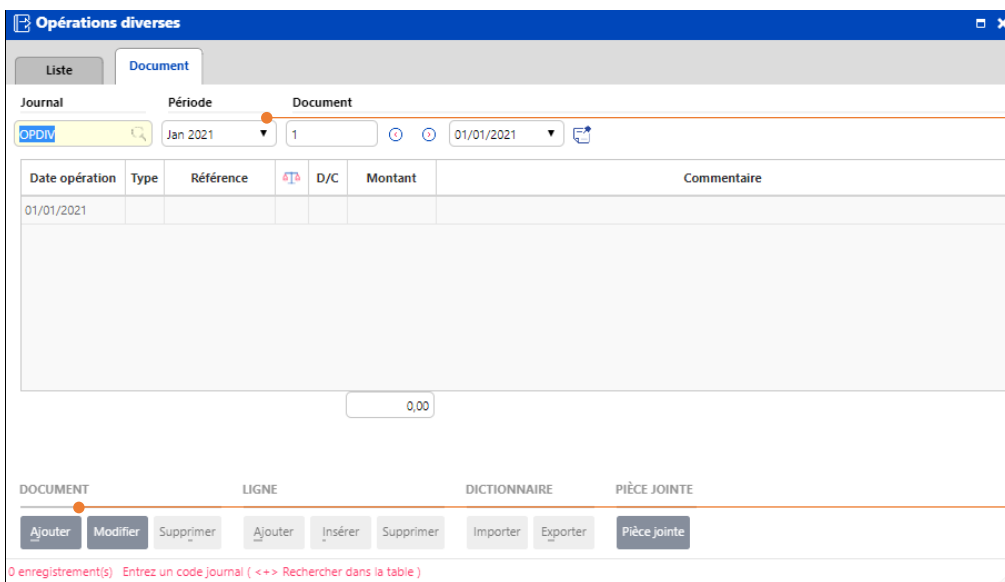 Opérations diverses
Liste Document
Journal Période Document
OPDIV Jan 2021 1 01/01/2021
Date opération Type Référence D/C Montant Commentaire
01/01/2021
0,00
DOCUMENT LIGNE DICTIONNAIRE PIÈCE JOINTE
Ajouter Modifier Supprimer Ajouter Insérer Supprimer Importer Exporter Pièce jointe
0 enregistrement(s) Entrez un code journal ( <+> Rechercher dans la table )